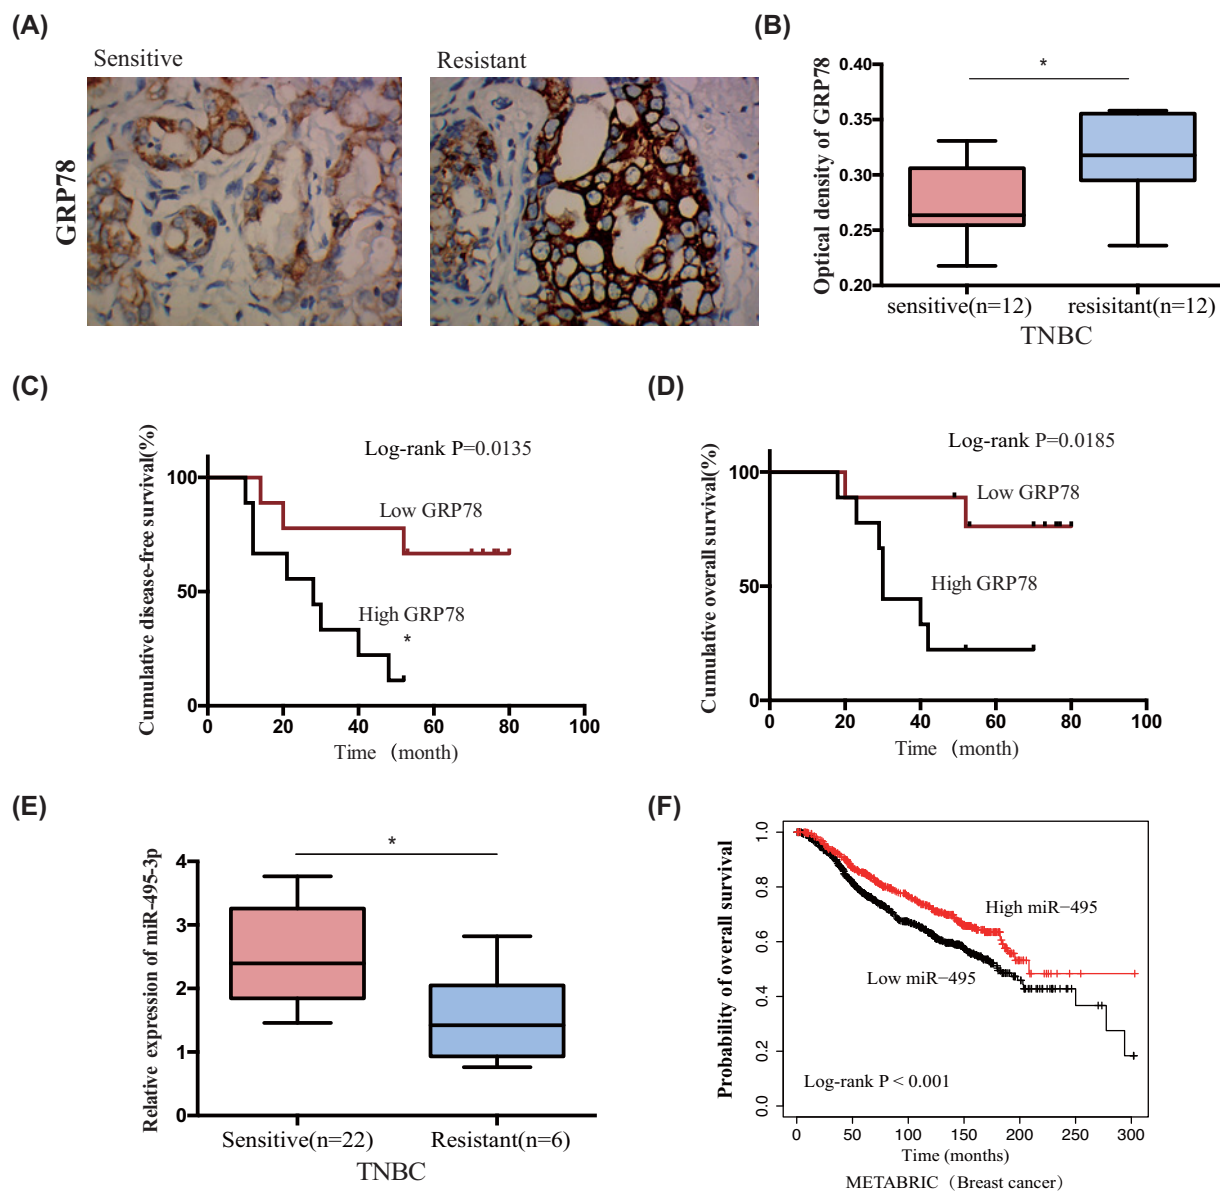 (A)
Sensitive
Resistant
GRP78
(B)
Optical density of GRP78
0.40
0.35
0.30
0.25
0.20
*
sensitive(n=12)
resisitant(n=12)
TNBC
(C)
Cumulative disease-free survival(%)
Log-rank P=0.0135
100
50
0
Low GRP78
High GRP78
*
0 20 40 60 80 100
Time (month)
(D)
Cumulative overall survival(%)
Log-rank P=0.0185
100
50
0
Low GRP78
High GRP78
0 20 40 60 80 100
Time (month)
(E)
Relative expression of miR-495-3p
4
3
2
1
0
*
Sensitive(n=22)
Resistant(n=6)
TNBC
(F)
Probability of overall survival
1.0
0.8
0.6
0.4
0.2
0.0
High miR−495
Low miR−495
Log-rank P < 0.001
0 50 100 150 200 250 300
Time (months)
METABRIC (Breast cancer)